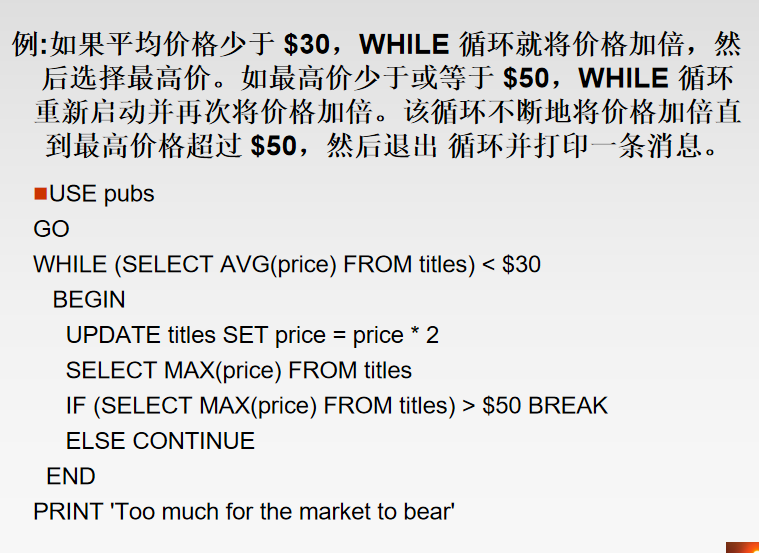 例:如果平均价格少于 $30，WHILE 循环就将价格加倍，然
后选择最高价。如最高价少于或等于 $50，WHILE 循环
重新启动并再次将价格加倍。该循环不断地将价格加倍直
到最高价格超过 $50，然后退出 循环并打印一条消息。
■USE pubs
GO
WHILE (SELECT AVG(price) FROM titles) < $30
BEGIN
UPDATE titles SET price = price * 2
SELECT MAX(price) FROM titles
IF (SELECT MAX(price) FROM titles) > $50 BREAK
ELSE CONTINUE
END
PRINT 'Too much for the market to bear'